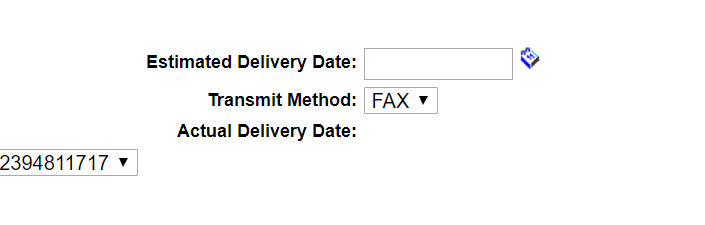 Estimated Delivery Date:
Transmit Method: FAX
Actual Delivery Date:
2394811717